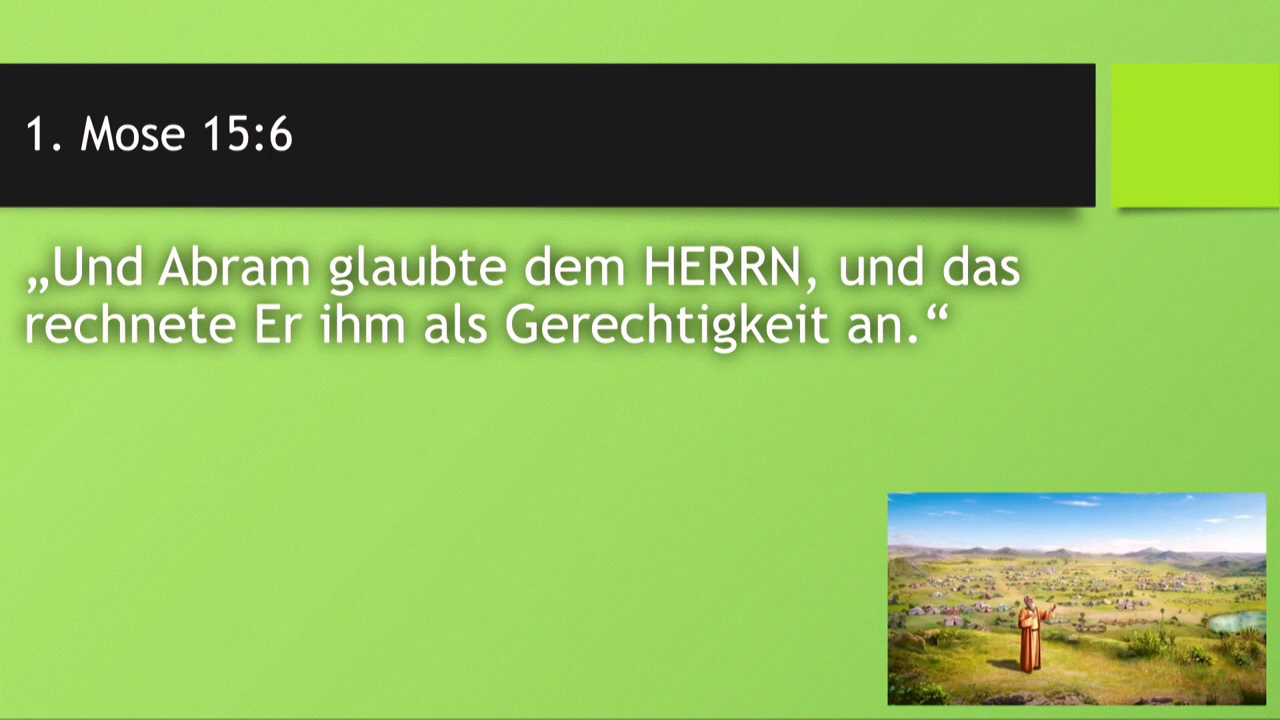 1. Mose 15:6
„Und Abram glaubte dem HERRN, und das
rechnete Er ihm als Gerechtigkeit an.“